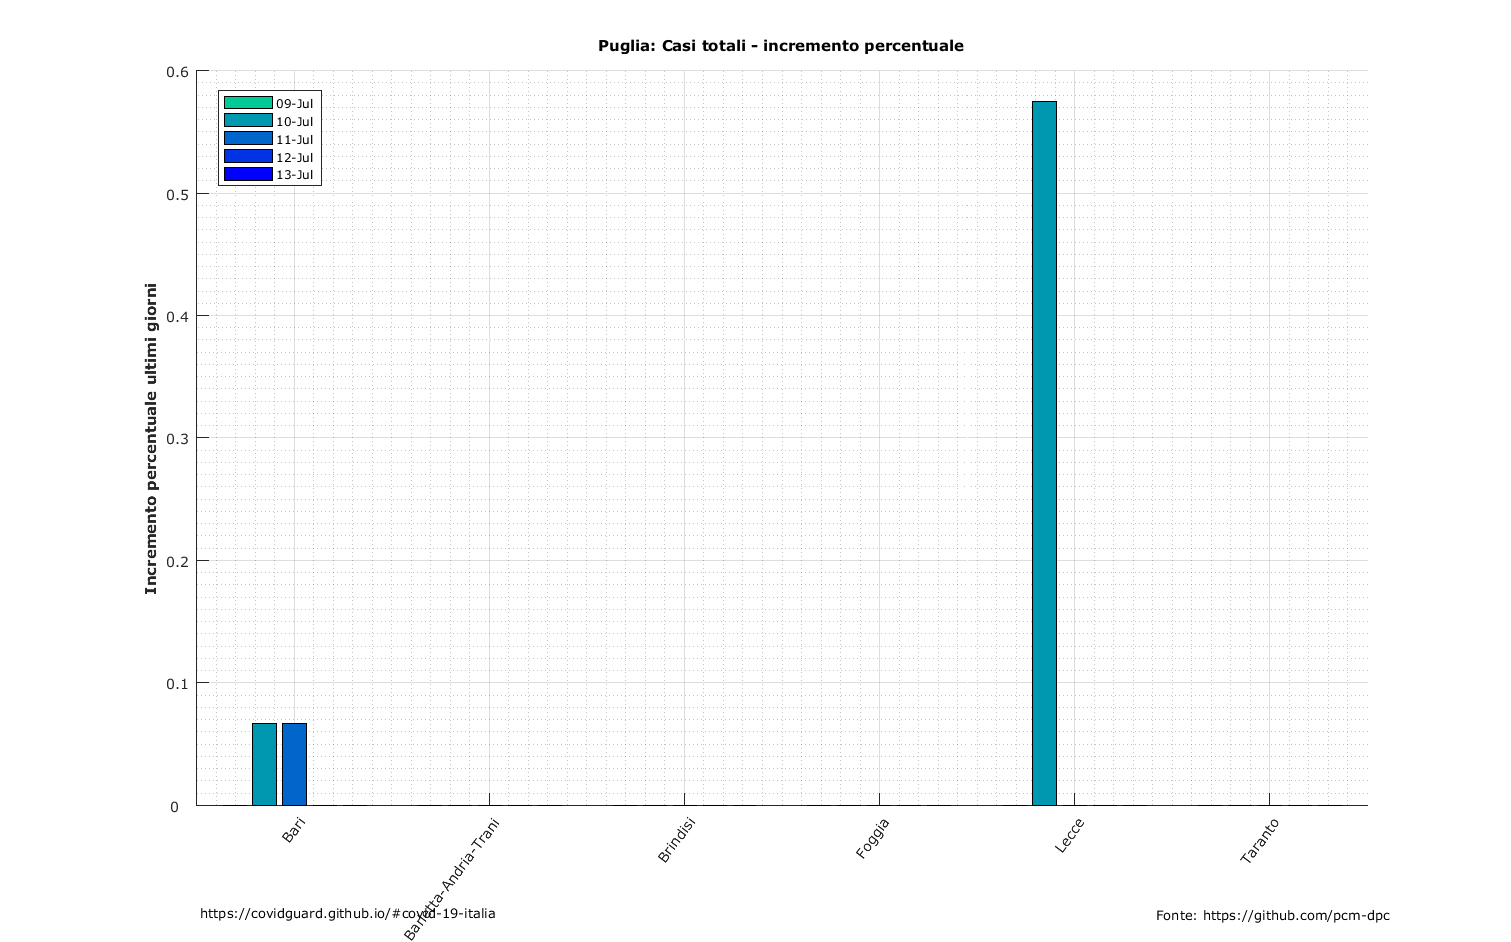 Puglia: Casi totali - incremento percentuale
Incremento percentuale ultimi giorni
0.6
0.5
0.4
0.3
0.2
0.1
0
09-Jul
10-Jul
11-Jul
12-Jul
13-Jul
Bari
Barletta-Andria-Trani
Brindisi
Foggia
Lecce
Taranto
https://covidguard.github.io/#covid-19-italia
Fonte: https://github.com/pcm-dpc